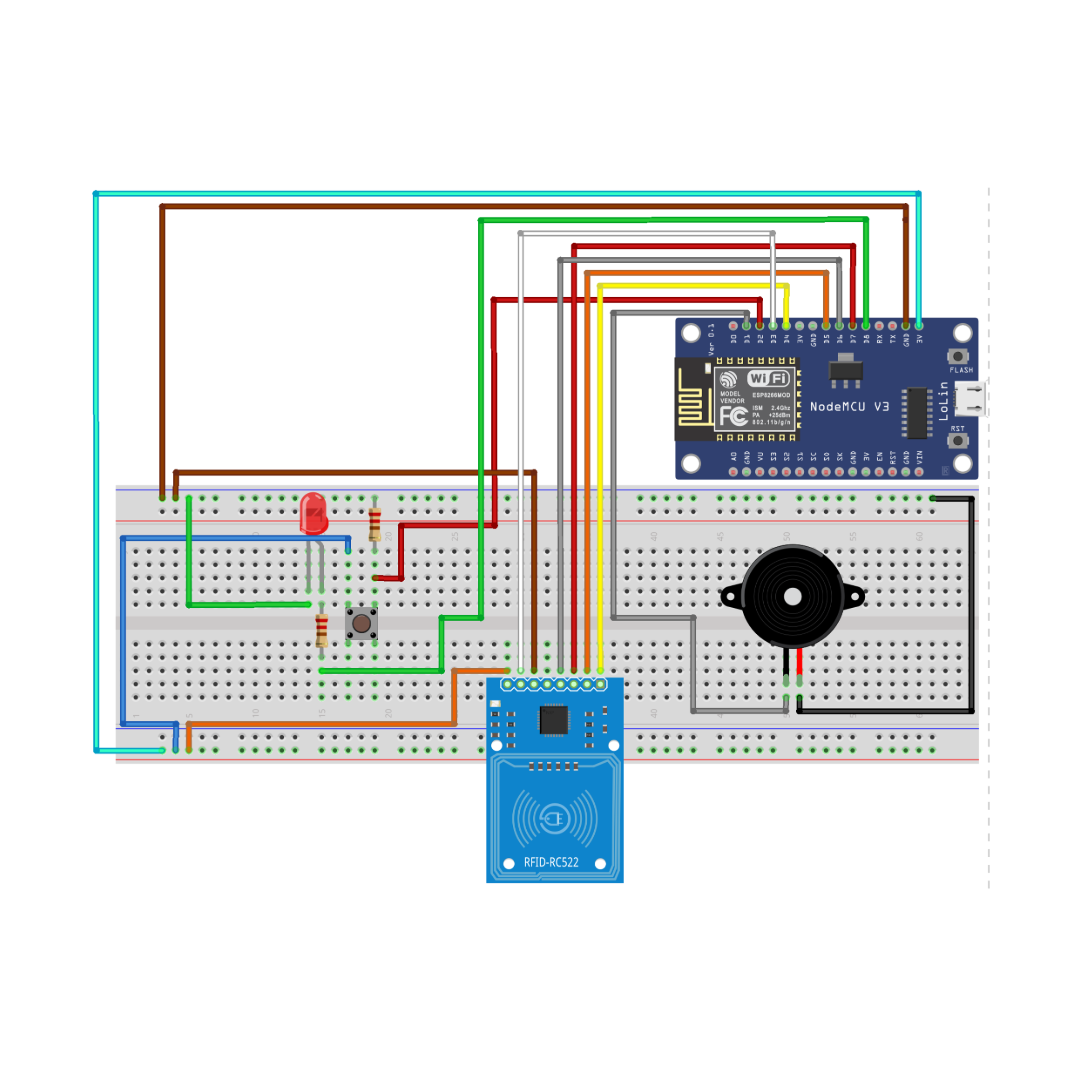 Ver 0.1
D0 D1 D2 D3 D4 3V GND D5 D6 D7 D8 RX TX GND 3V
FLASH
WiFi
MODEL
VENDOR
ESP8266MOD
FC
ISM 2.4GHz
PA +25dBm
802.11b/g/n
NodeMCU V3
LoLin
RST
A0 GND VU S3 S2 S1 SC S0 SK GND 3V EN RST GND VIN
5 10 20 25 40 45 50 55 60
1 5 10 15 20 40 50 55 60
RFID-RC522